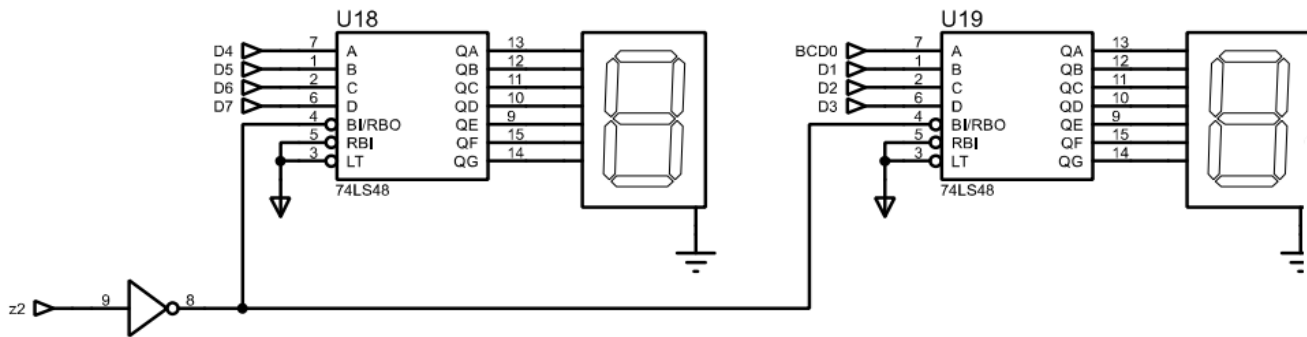 U18
D4 7 A QA 13
D5 1 B QB 12
D6 2 C QC 11
D7 6 D QD 10
4 BI/RBO QE 9
5 RBI QF 15
3 LT QG 14
74LS48
U19
BCD0 7 A QA 13
D1 1 B QB 12
D2 2 C QC 11
D3 6 D QD 10
4 BI/RBO QE 9
5 RBI QF 15
3 LT QG 14
74LS48
z2 9 8